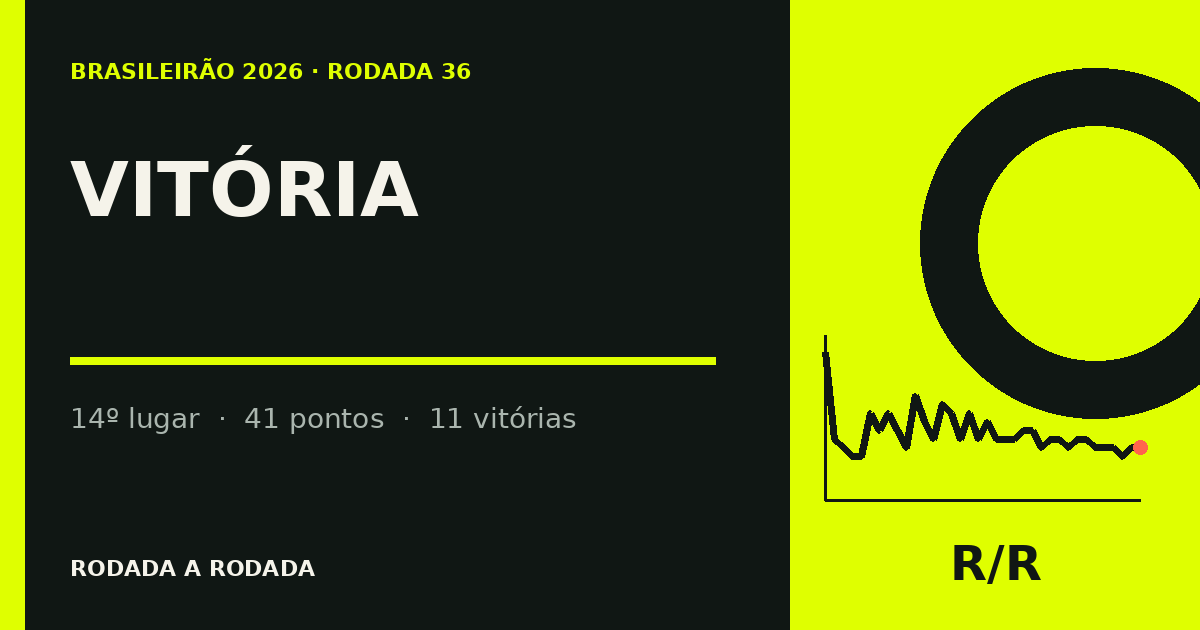 BRASILEIRÃO 2026 · RODADA 36
VITÓRIA
14º lugar · 41 pontos · 11 vitórias
RODADA A RODADA
R/R